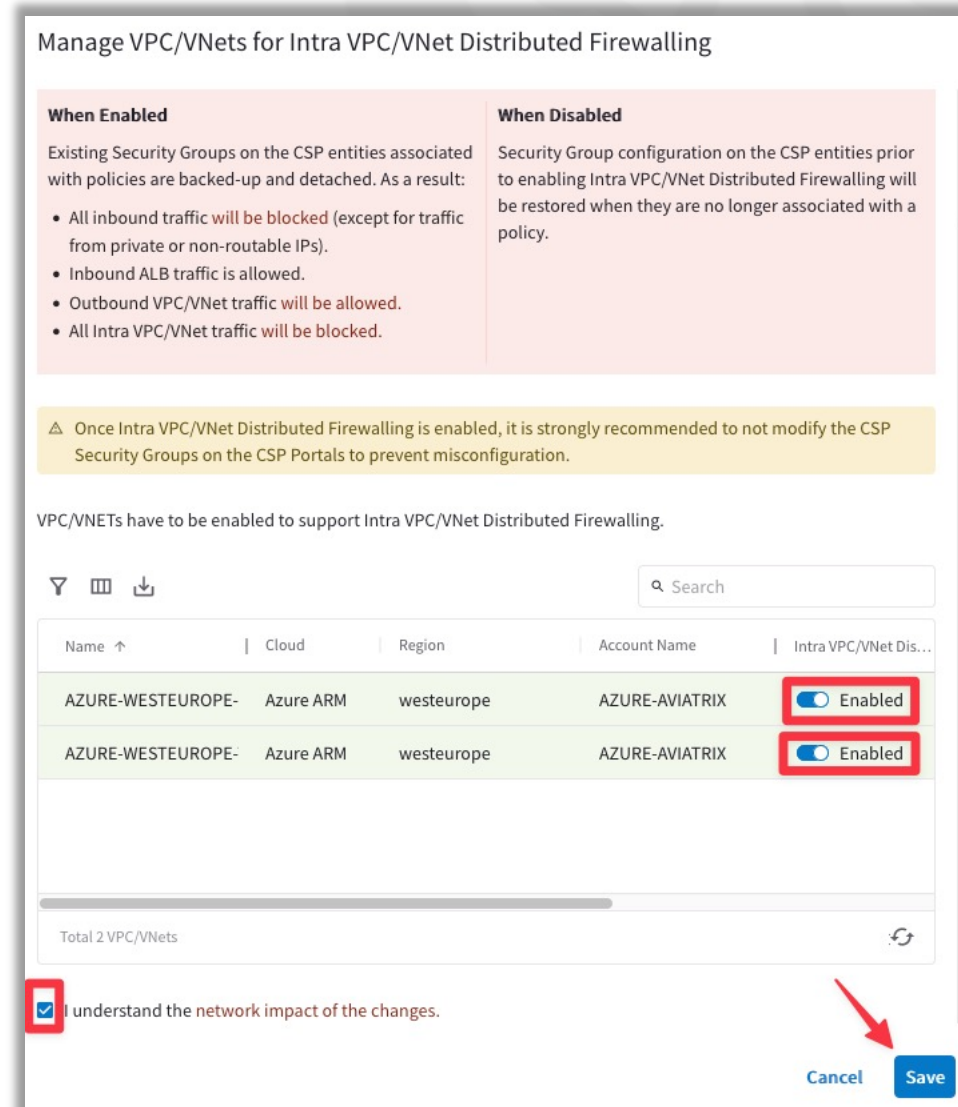 Manage VPC/VNets for Intra VPC/VNet Distributed Firewalling
When Enabled
Existing Security Groups on the CSP entities associated
with policies are backed-up and detached. As a result:
• All inbound traffic will be blocked (except for traffic
from private or non-routable IPs).
• Inbound ALB traffic is allowed.
• Outbound VPC/VNet traffic will be allowed.
• All Intra VPC/VNet traffic will be blocked.
When Disabled
Security Group configuration on the CSP entities prior
to enabling Intra VPC/VNet Distributed Firewalling will
be restored when they are no longer associated with a
policy.
Once Intra VPC/VNet Distributed Firewalling is enabled, it is strongly recommended to not modify the CSP
Security Groups on the CSP Portals to prevent misconfiguration.
VPC/VNETs have to be enabled to support Intra VPC/VNet Distributed Firewalling.
Search
Name ↑ Cloud Region Account Name Intra VPC/VNet Dis...
AZURE-WESTEUROPE- Azure ARM westeurope AZURE-AVIATRIX Enabled
AZURE-WESTEUROPE- Azure ARM westeurope AZURE-AVIATRIX Enabled
Total 2 VPC/VNets
I understand the network impact of the changes.
Cancel Save